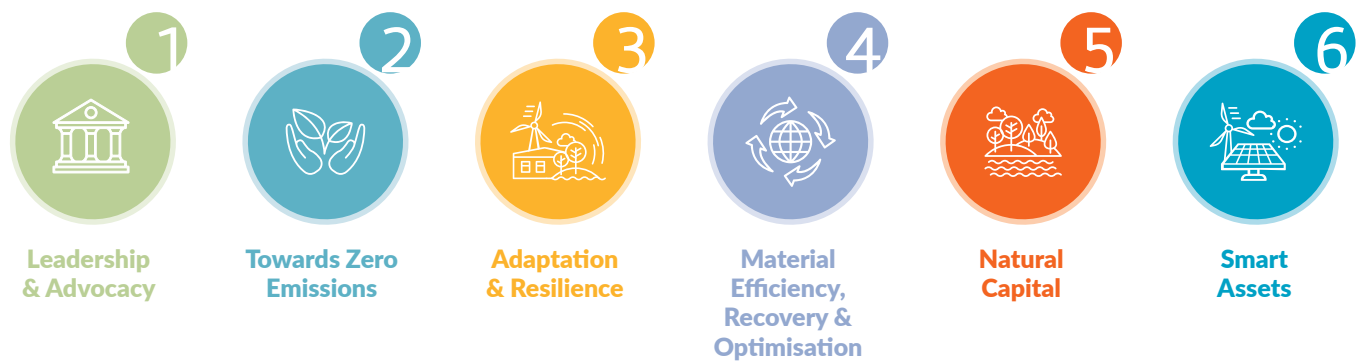 1
Leadership
& Advocacy
2
Towards Zero
Emissions
3
Adaptation
& Resilience
4
Material
Efficiency,
Recovery &
Optimisation
5
Natural
Capital
6
Smart
Assets